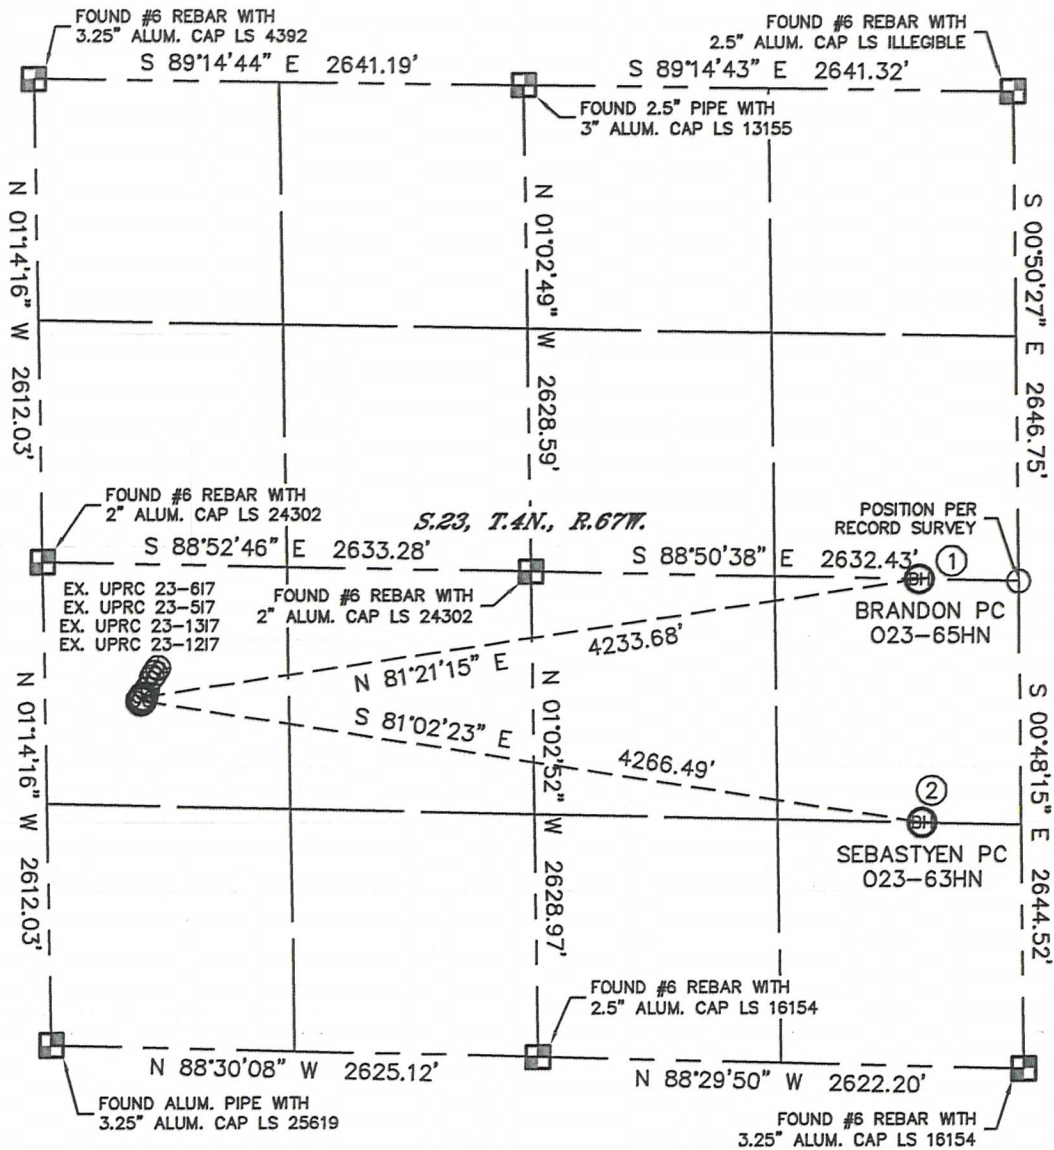 FOUND #6 REBAR WITH
3.25" ALUM. CAP LS 4392
FOUND #6 REBAR WITH
2.5" ALUM. CAP LS ILLEGIBLE
S 89°14'44" E 2641.19'
S 89°14'43" E 2641.32'
FOUND 2.5" PIPE WITH
3" ALUM. CAP LS 13155
N 01°14'16" W 2612.03'
N 01°02'49" W 2628.59'
S 00°50'27" E 2646.75'
FOUND #6 REBAR WITH
2" ALUM. CAP LS 24302
S.23, T.4N., R.67W.
POSITION PER
RECORD SURVEY
S 88°52'46" E 2633.28'
S 88°50'38" E 2632.43'
1
BH
EX. UPRC 23-6I7
EX. UPRC 23-5I7
EX. UPRC 23-13I7
EX. UPRC 23-12I7
FOUND #6 REBAR WITH
2" ALUM. CAP LS 24302
BRANDON PC
O23-65HN
N 81°21'15" E 4233.68'
S 81°02'23" E 4266.49'
N 01°14'16" W 2612.03'
N 01°02'52" W 2628.97'
S 00°48'15" E 2644.52'
2
BH
SEBASTYEN PC
O23-63HN
FOUND #6 REBAR WITH
2.5" ALUM. CAP LS 16154
N 88°30'08" W 2625.12'
N 88°29'50" W 2622.20'
FOUND ALUM. PIPE WITH
3.25" ALUM. CAP LS 25619
FOUND #6 REBAR WITH
3.25" ALUM. CAP LS 16154